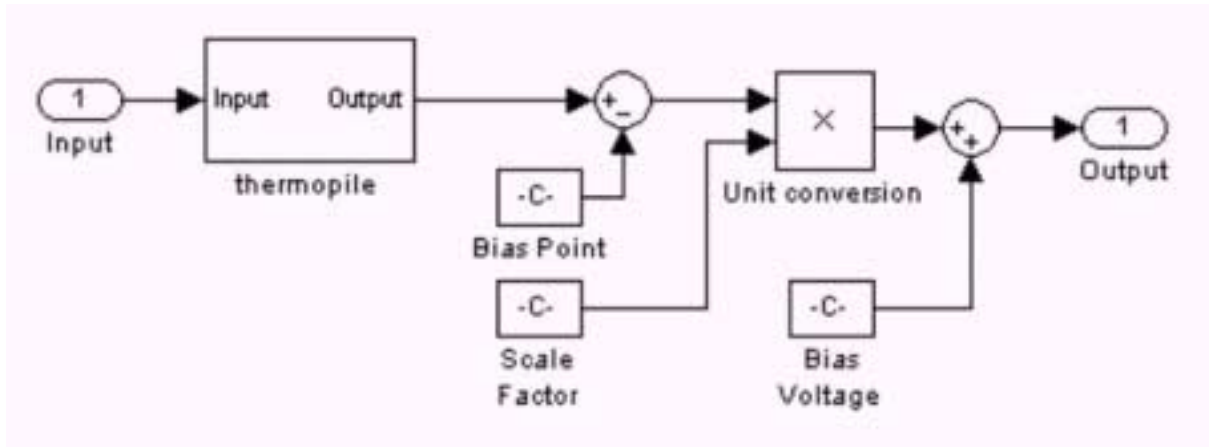 1
Input
Input Output
thermopile
+
−
-C-
Bias Point
-C-
Scale
Factor
×
Unit conversion
+
+
-C-
Bias
Voltage
1
Output